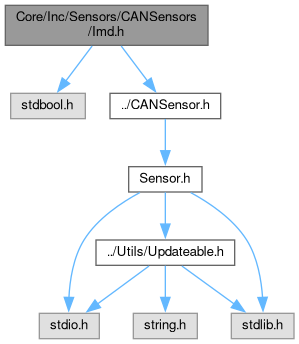 Core/Inc/Sensors/CANSensors
/Imd.h
stdbool.h
../CANSensor.h
Sensor.h
../Utils/Updateable.h
stdio.h
string.h
stdlib.h